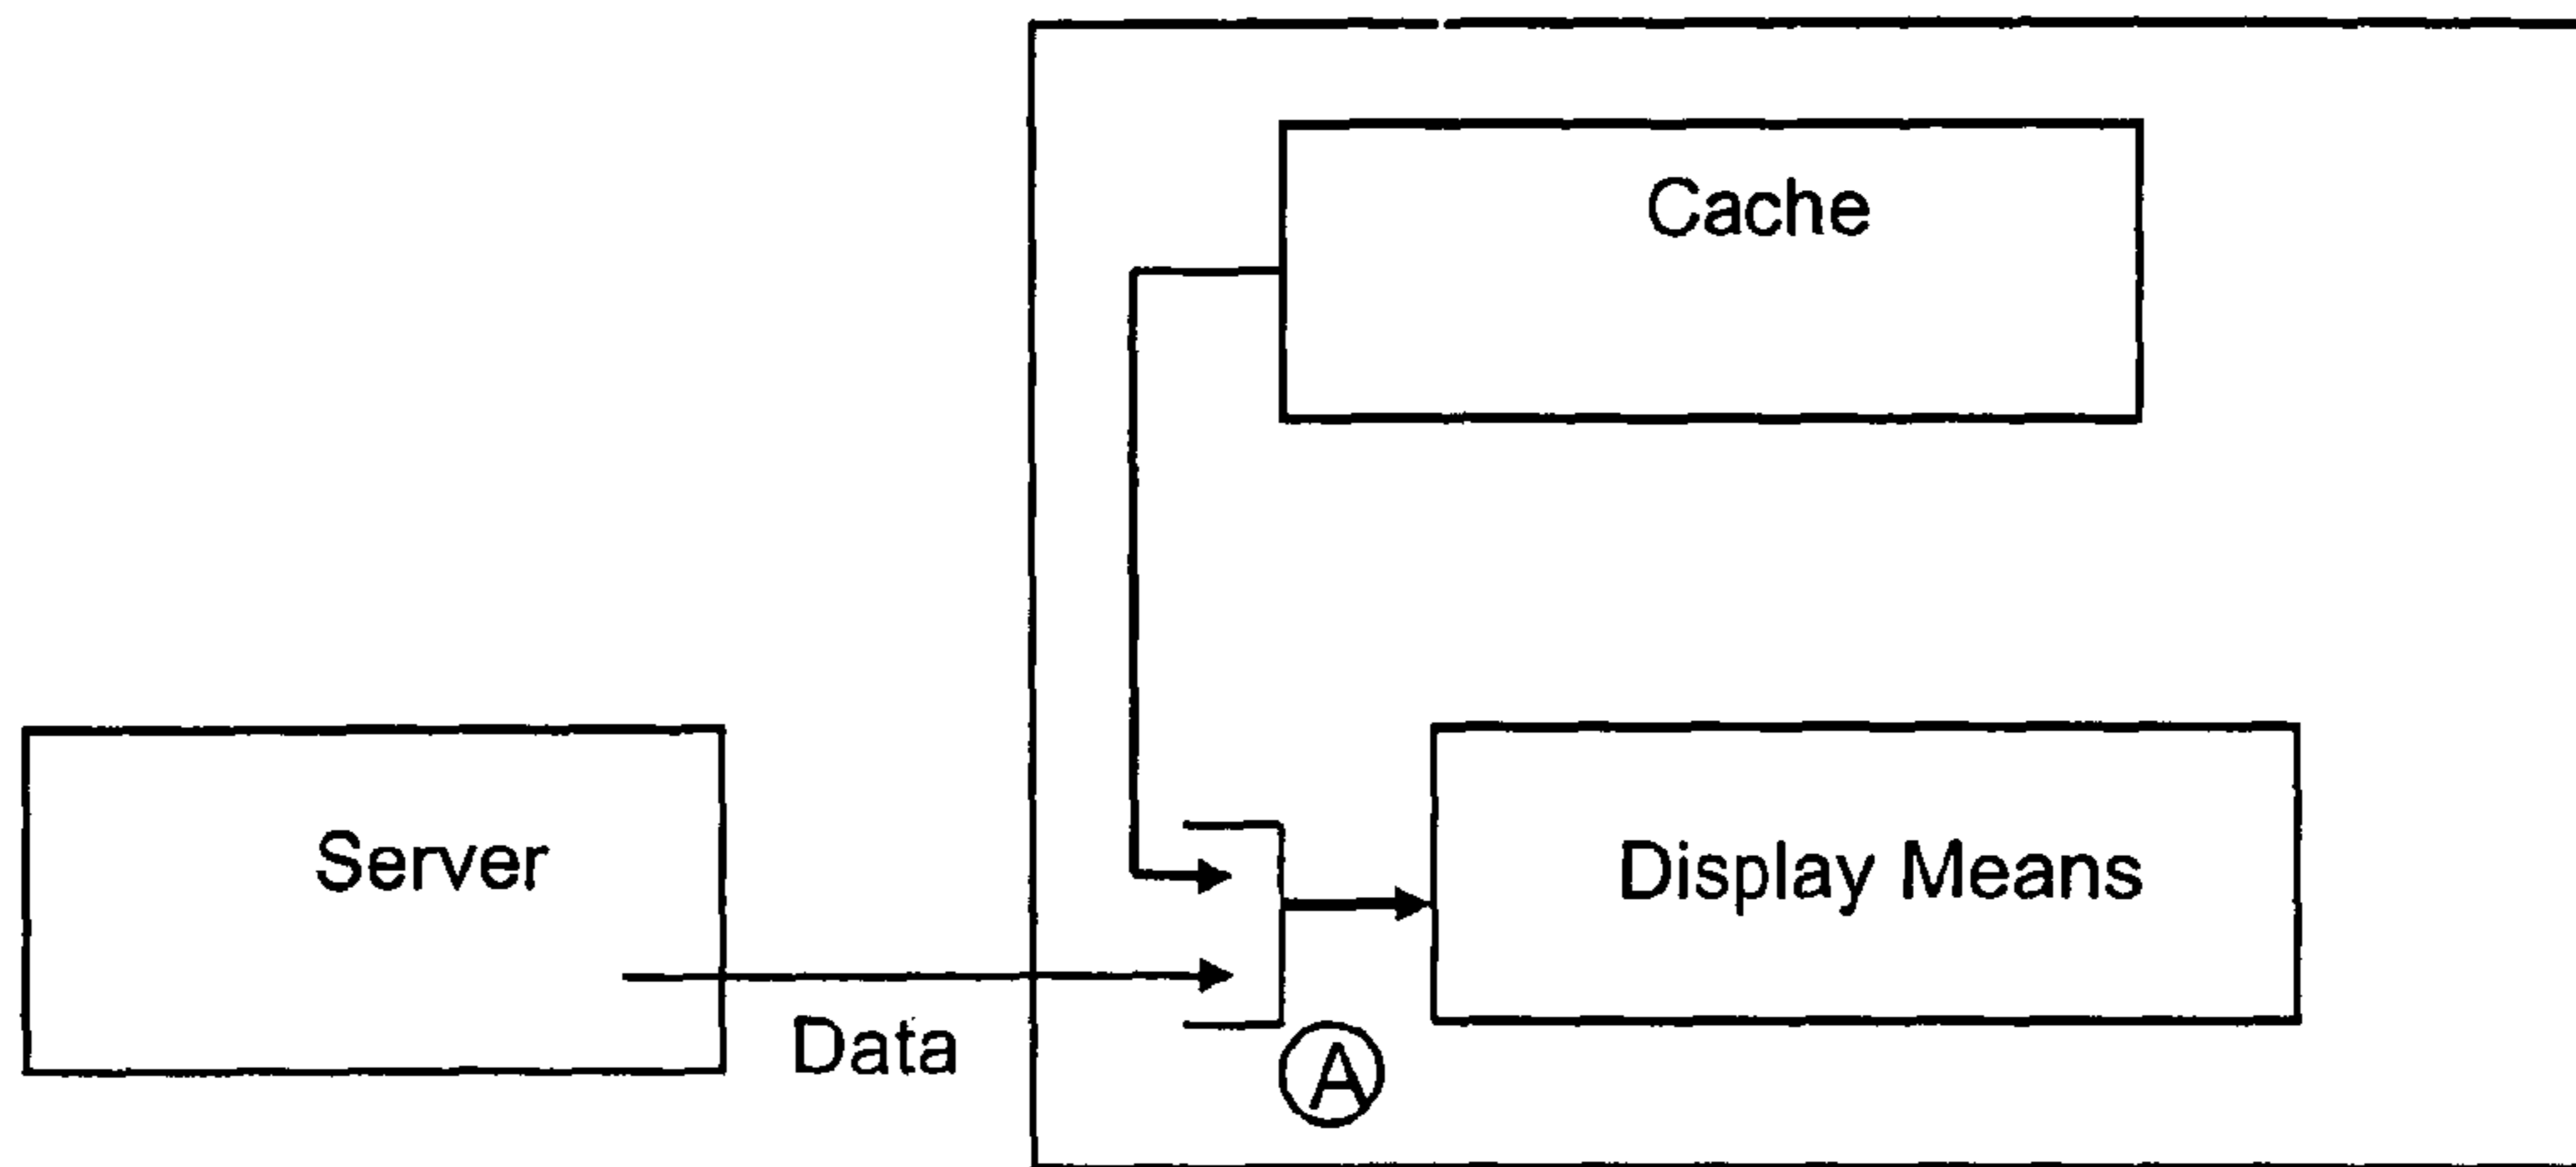 Cache
Server
Display Means
Data
A